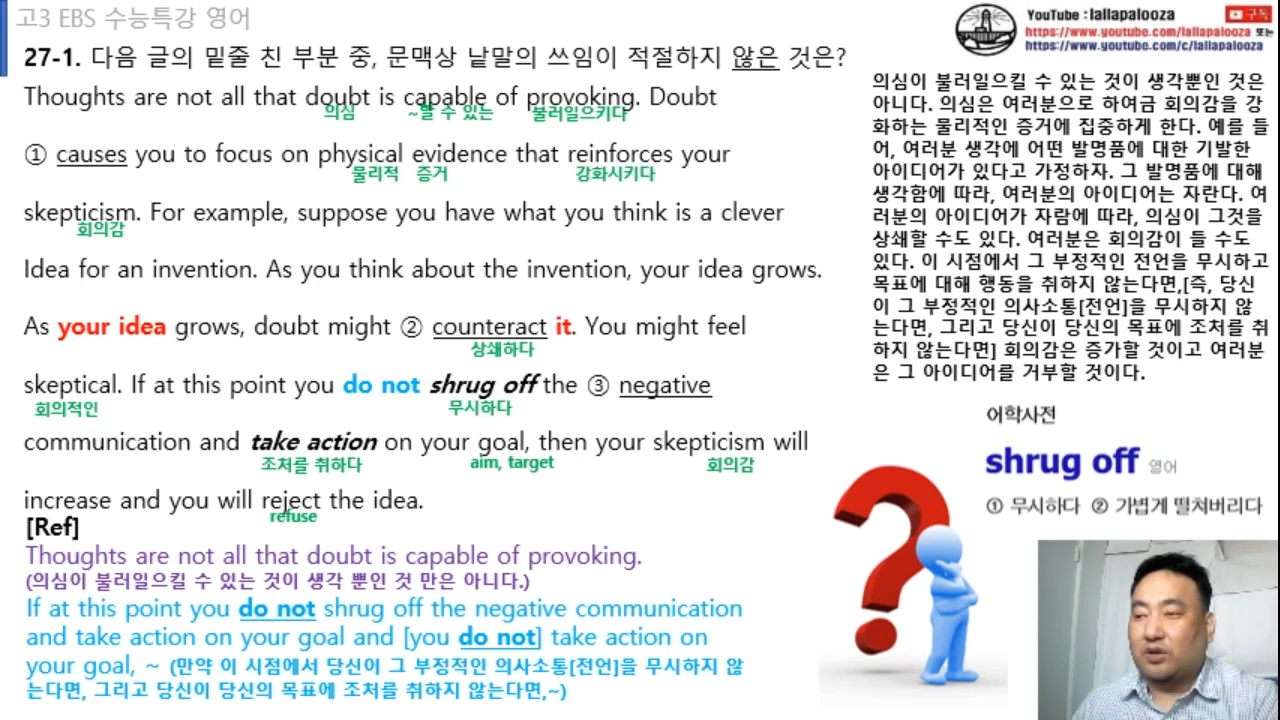 고3 EBS 수능특강 영어
27-1. 다음 글의 밑줄 친 부분 중, 문맥상 낱말의 쓰임이 적절하지 않은 것은?
Thoughts are not all that doubt is capable of provoking. Doubt
의심 ~할 수 있는 불러일으키다
① causes you to focus on physical evidence that reinforces your
물리적 증거 강화시키다
skepticism. For example, suppose you have what you think is a clever
회의감
Idea for an invention. As you think about the invention, your idea grows.
As your idea grows, doubt might ② counteract it. You might feel
상쇄하다
skeptical. If at this point you do not shrug off the ③ negative
회의적인 무시하다
communication and take action on your goal, then your skepticism will
조처를 취하다 aim, target 회의감
increase and you will reject the idea.
refuse
[Ref]
Thoughts are not all that doubt is capable of provoking.
(의심이 불러일으킬 수 있는 것이 생각 뿐인 것 만은 아니다.)
If at this point you do not shrug off the negative communication
and take action on your goal and [you do not] take action on
your goal, ~ (만약 이 시점에서 당신이 그 부정적인 의사소통[전언]을 무시하지 않
는다면, 그리고 당신이 당신의 목표에 조처를 취하지 않는다면,~)
YouTube : lallapalooza
구독
https://www.youtube.com/lallapalooza 또는
https://www.youtube.com/c/lallapalooza
의심이 불러일으킬 수 있는 것이 생각뿐인 것은
아니다. 의심은 여러분으로 하여금 회의감을 강
화하는 물리적인 증거에 집중하게 한다. 예를 들
어, 여러분 생각에 어떤 발명품에 대한 기발한
아이디어가 있다고 가정하자. 그 발명품에 대해
생각함에 따라, 여러분의 아이디어는 자란다. 여
러분의 아이디어가 자람에 따라, 의심이 그것을
상쇄할 수도 있다. 여러분은 회의감이 들 수도
있다. 이 시점에서 그 부정적인 전언을 무시하고
목표에 대해 행동을 취하지 않는다면,[즉, 당신
이 그 부정적인 의사소통[전언]을 무시하지 않
는다면, 그리고 당신이 당신의 목표에 조처를 취
하지 않는다면] 회의감은 증가할 것이고 여러분
은 그 아이디어를 거부할 것이다.
어학사전
shrug off 영어
① 무시하다 ② 가볍게 떨쳐버리다